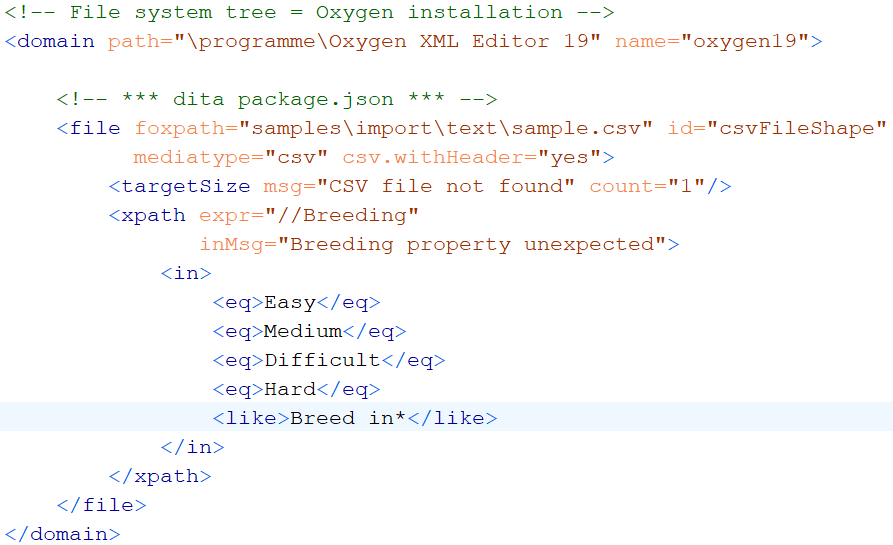 <!-- File system tree = Oxygen installation -->
<domain path="\programme\Oxygen XML Editor 19" name="oxygen19">
<!-- *** dita package.json *** -->
<file foxpath="samples\import\text\sample.csv" id="csvFileShape"
mediatype="csv" csv.withHeader="yes">
<targetSize msg="CSV file not found" count="1"/>
<xpath expr="//Breeding"
inMsg="Breeding property unexpected">
<in>
<eq>Easy</eq>
<eq>Medium</eq>
<eq>Difficult</eq>
<eq>Hard</eq>
<like>Breed in*</like>
</in>
</xpath>
</file>
</domain>